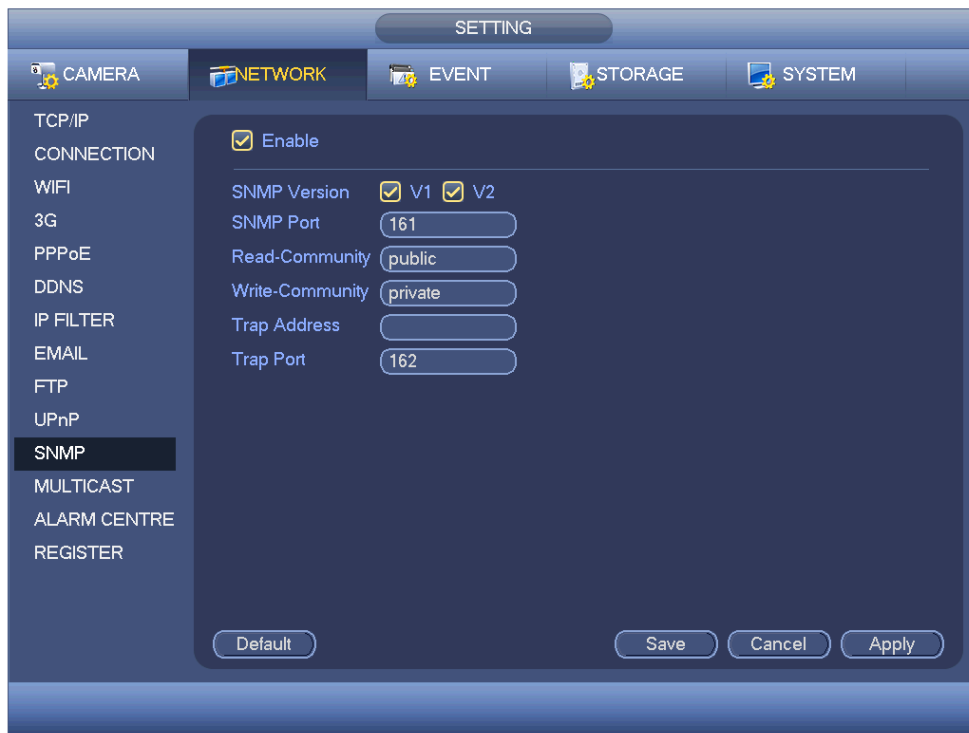 SETTING
CAMERA NETWORK EVENT STORAGE SYSTEM
TCP/IP
CONNECTION
WIFI
3G
PPPoE
DDNS
IP FILTER
EMAIL
FTP
UPnP
SNMP
MULTICAST
ALARM CENTRE
REGISTER
Enable
SNMP Version V1 V2
SNMP Port 161
Read-Community public
Write-Community private
Trap Address
Trap Port 162
Default Save Cancel Apply